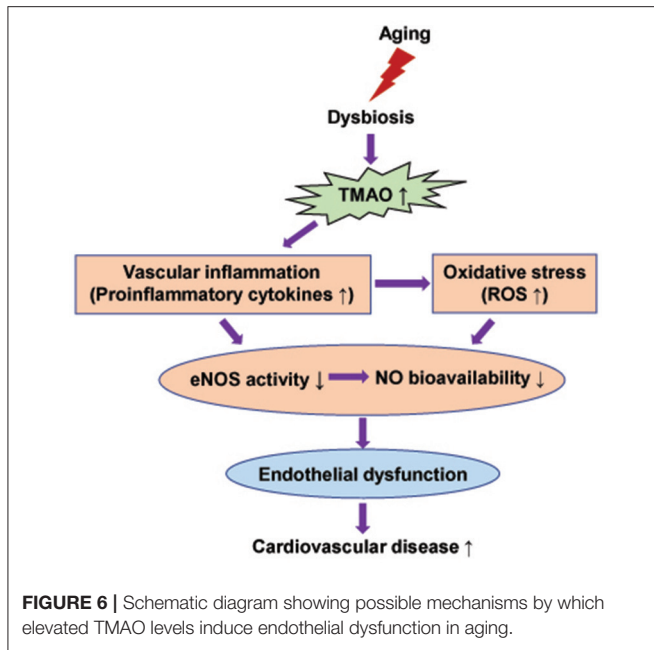 Aging
Dysbiosis
TMAO ↑
Vascular inflammation
(Proinflammatory cytokines ↑)
Oxidative stress
(ROS ↑)
eNOS activity ↓ NO bioavailability ↓
Endothelial dysfunction
Cardiovascular disease ↑
FIGURE 6 | Schematic diagram showing possible mechanisms by which
elevated TMAO levels induce endothelial dysfunction in aging.